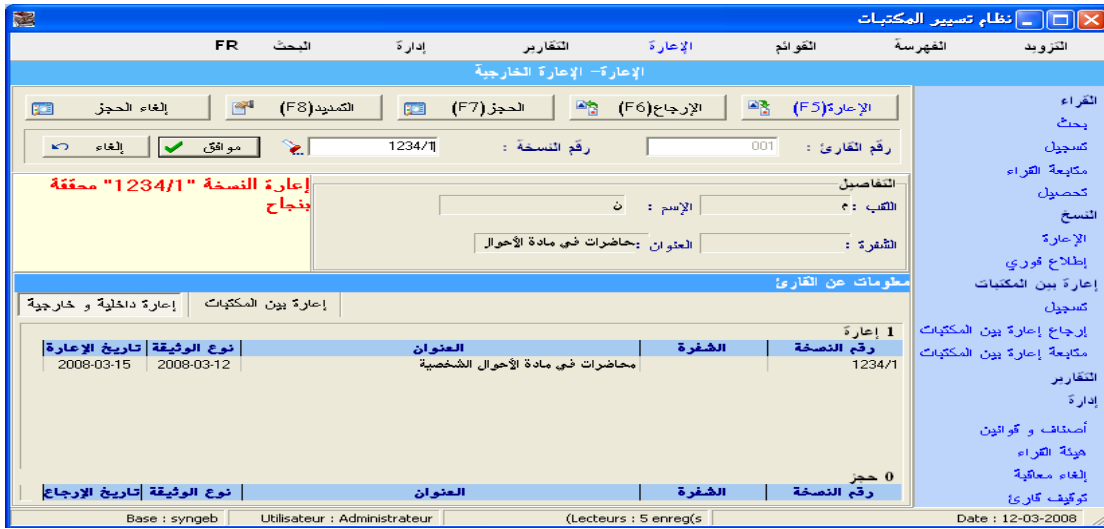 نظام تسيير المكتبات
التزويد الفهرسة القوائم الإعارة التقارير إدارة البحث FR
الإعارة– الإعارة الخارجية
الإعارة(F5) الإرجاع(F6) الحجز(F7) التمديد(F8) إلغاء الحجز
رقم القارئ : 001 رقم النسخة : 1234/1 موافق إلغاء
إعارة النسخة "1234/1" محققة
بنجاح
التفاصيل
اللقب : م الإسم : ن
الشفرة : العنوان : حاضرات في مادة الأحوال
معلومات عن القارئ
إعارة بين المكتبات إعارة داخلية و خارجية
1 إعارة
رقم النسخة الشفرة العنوان نوع الوثيقة تاريخ الإعارة
1234/1 محاضرات في مادة الأحوال الشخصية 2008-03-12 2008-03-15
0 حجز
رقم النسخة الشفرة العنوان نوع الوثيقة تاريخ الإرجاع
القراء
بحث
تسجيل
متابعة القراء
تحصيل
النسخ
الإعارة
إطلاع فوري
إعارة بين المكتبات
تسجيل
إرجاع إعارة بين المكتبات
متابعة إعارة بين المكتبات
التقارير
إدارة
أصناف و قوانين
هيئة القراء
إلغاء معاقبة
توقيف قارئ
Base : syngeb Utilisateur : Administrateur (Lecteurs : 5 enreg(s Date : 12-03-2008